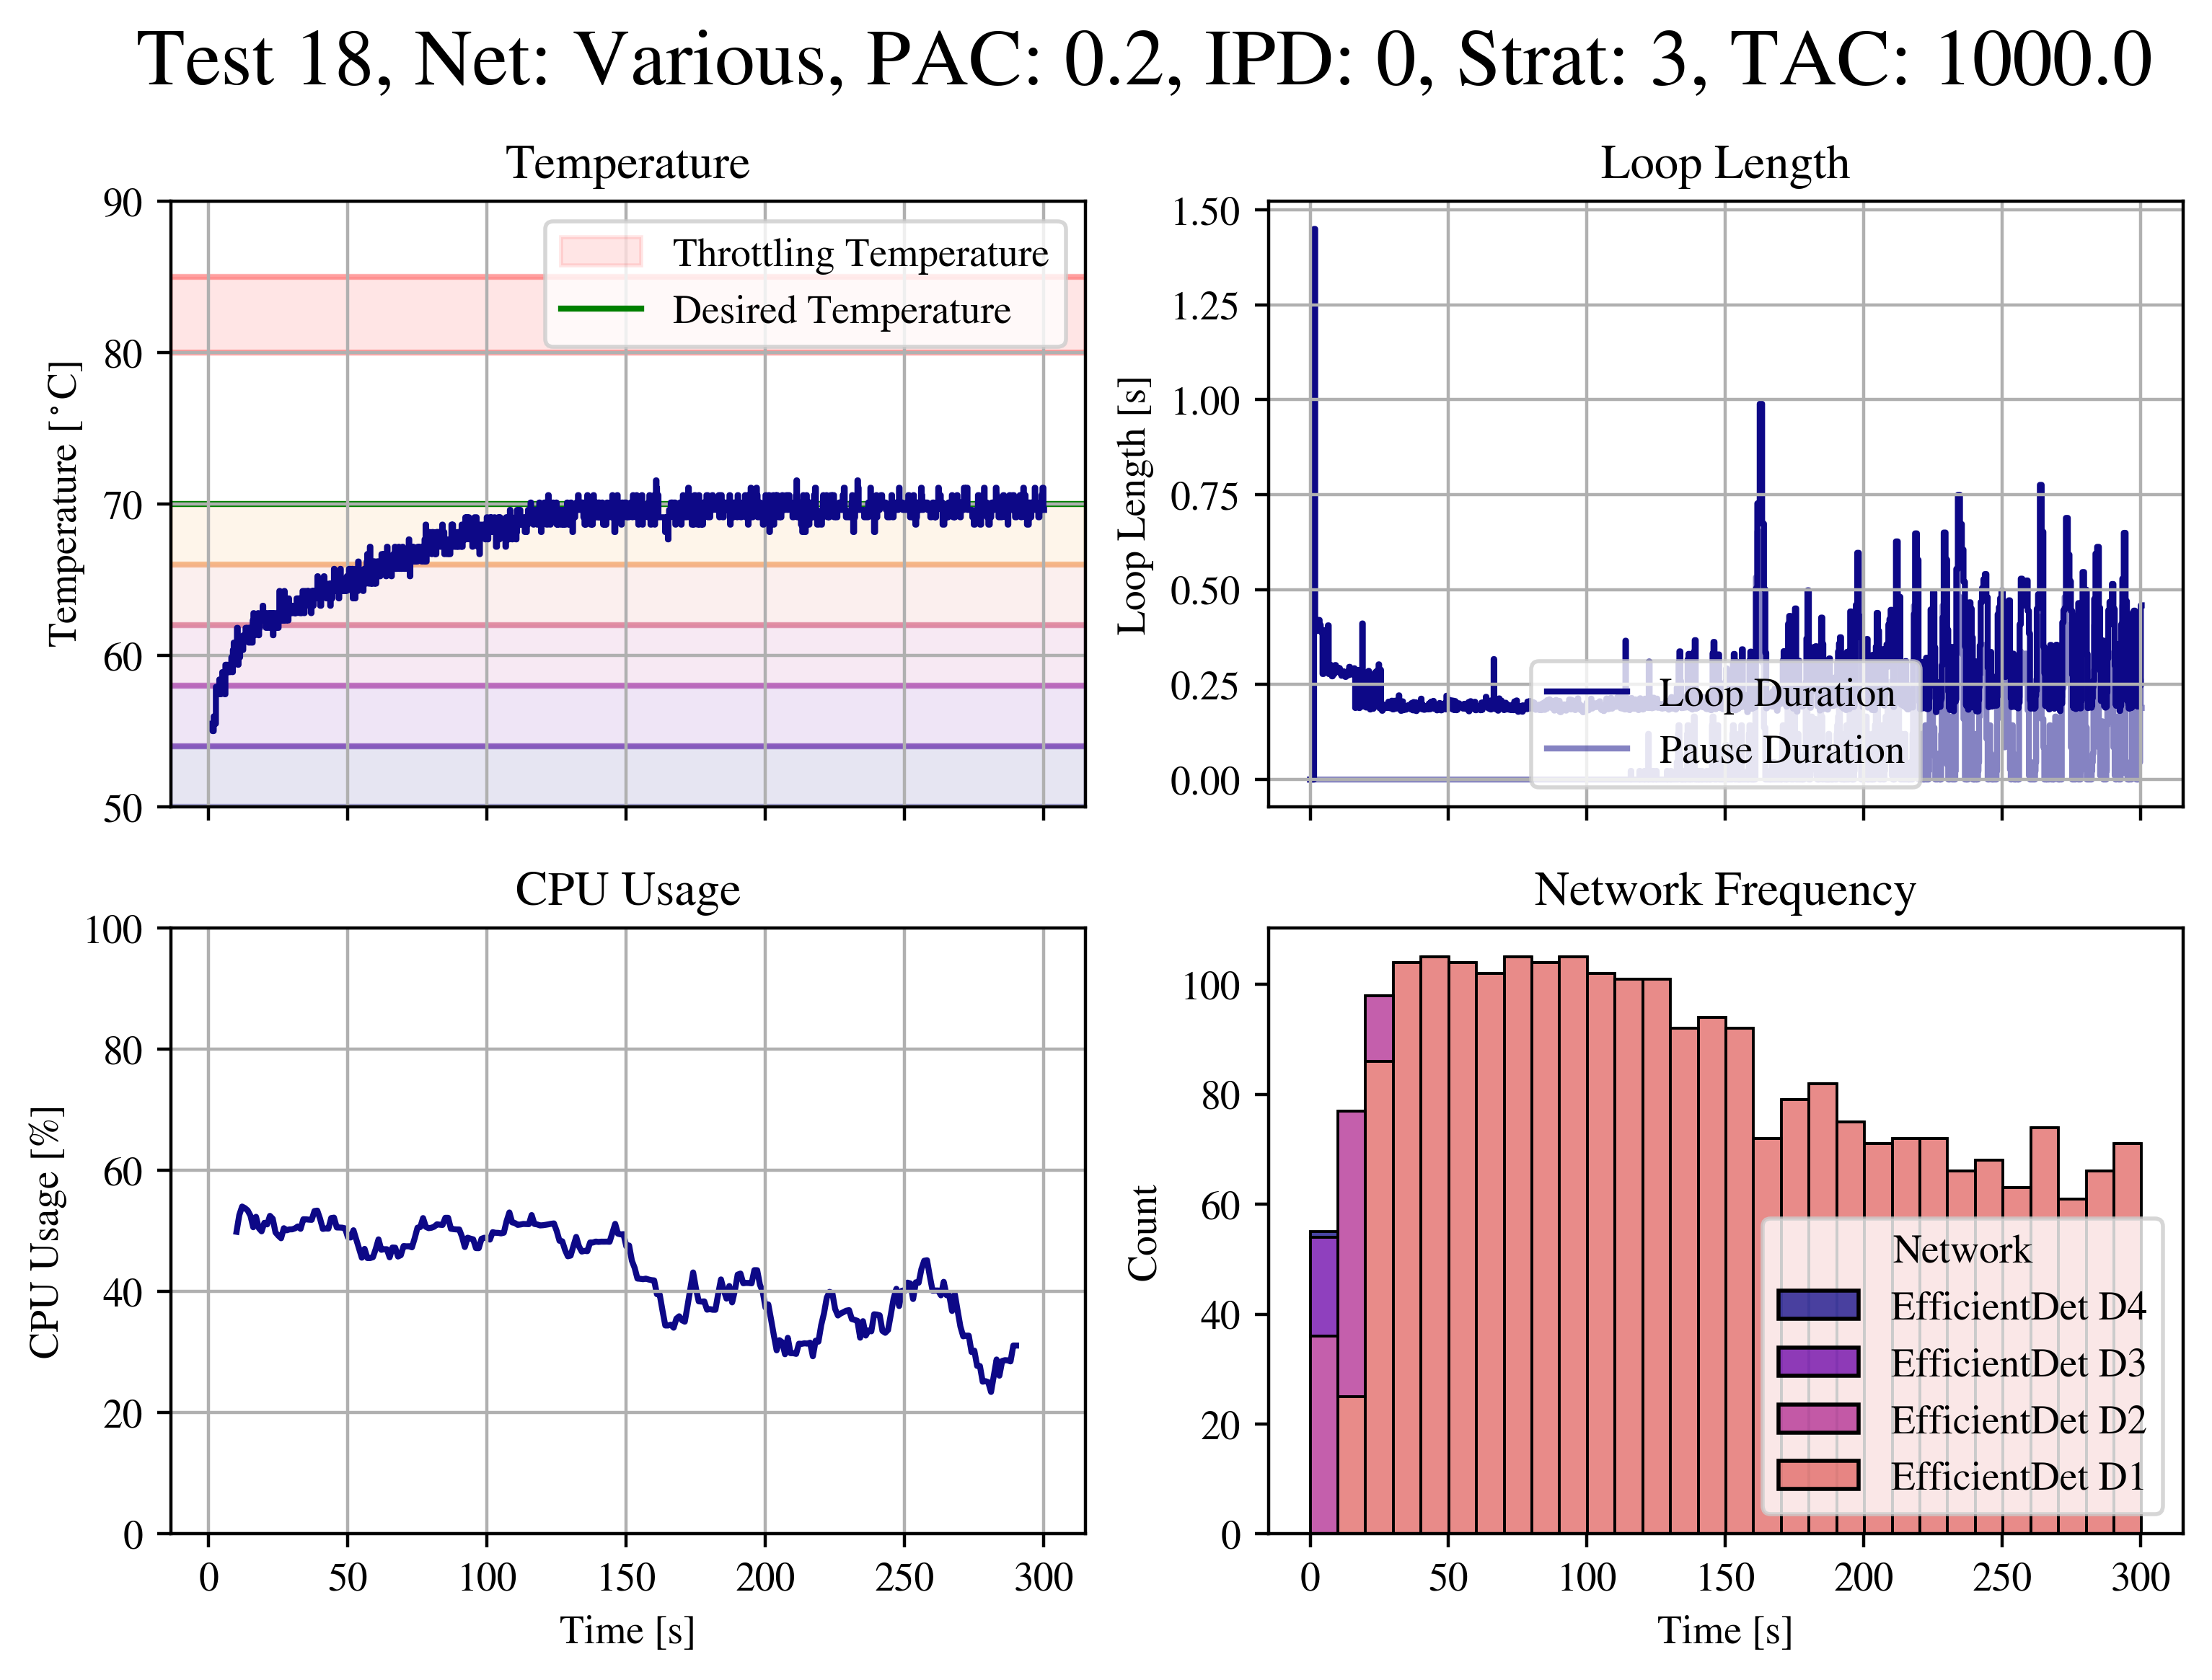 Test 18, Net: Various, PAC: 0.2, IPD: 0, Strat: 3, TAC: 1000.0
Temperature
Temperature [°C]
90
80
70
60
50
Throttling Temperature
Desired Temperature
Loop Length
Loop Length [s]
1.50
1.25
1.00
0.75
0.50
0.25
0.00
Loop Duration
Pause Duration
CPU Usage
CPU Usage [%]
100
80
60
40
20
0
0 50 100 150 200 250 300
Time [s]
Network Frequency
Count
100
80
60
40
20
0
Network
EfficientDet D4
EfficientDet D3
EfficientDet D2
EfficientDet D1
0 50 100 150 200 250 300
Time [s]